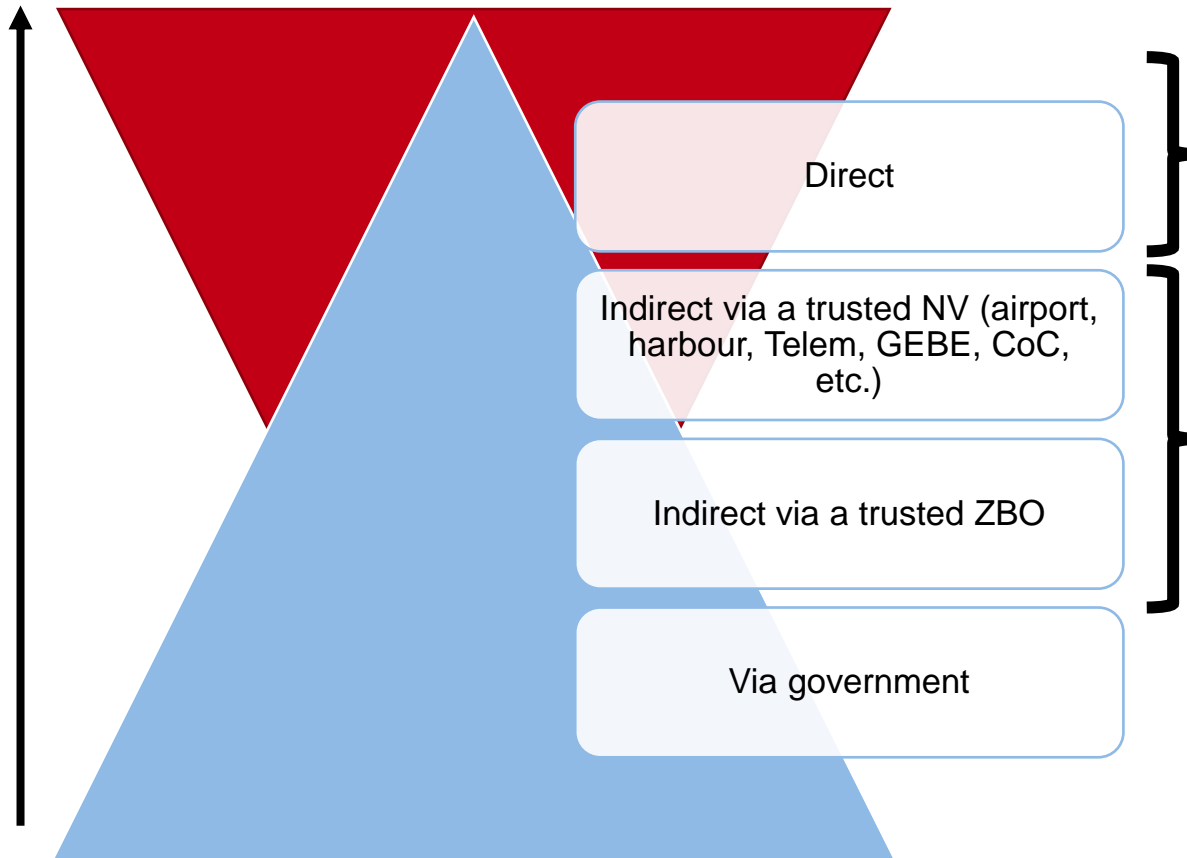 Direct
Indirect via a trusted NV (airport,
harbour, Telem, GEBE, CoC,
etc.)
Indirect via a trusted ZBO
Via government